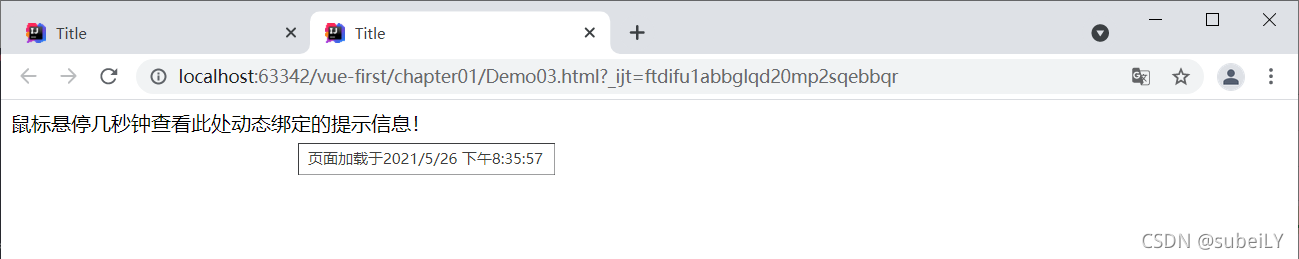 Title
Title
localhost:63342/vue-first/chapter01/Demo03.html?_ijt=ftdifu1abbglqd20mp2sqebbqr
鼠标悬停几秒钟查看此处动态绑定的提示信息！
页面加载于2021/5/26 下午8:35:57
CSDN @subeiLY